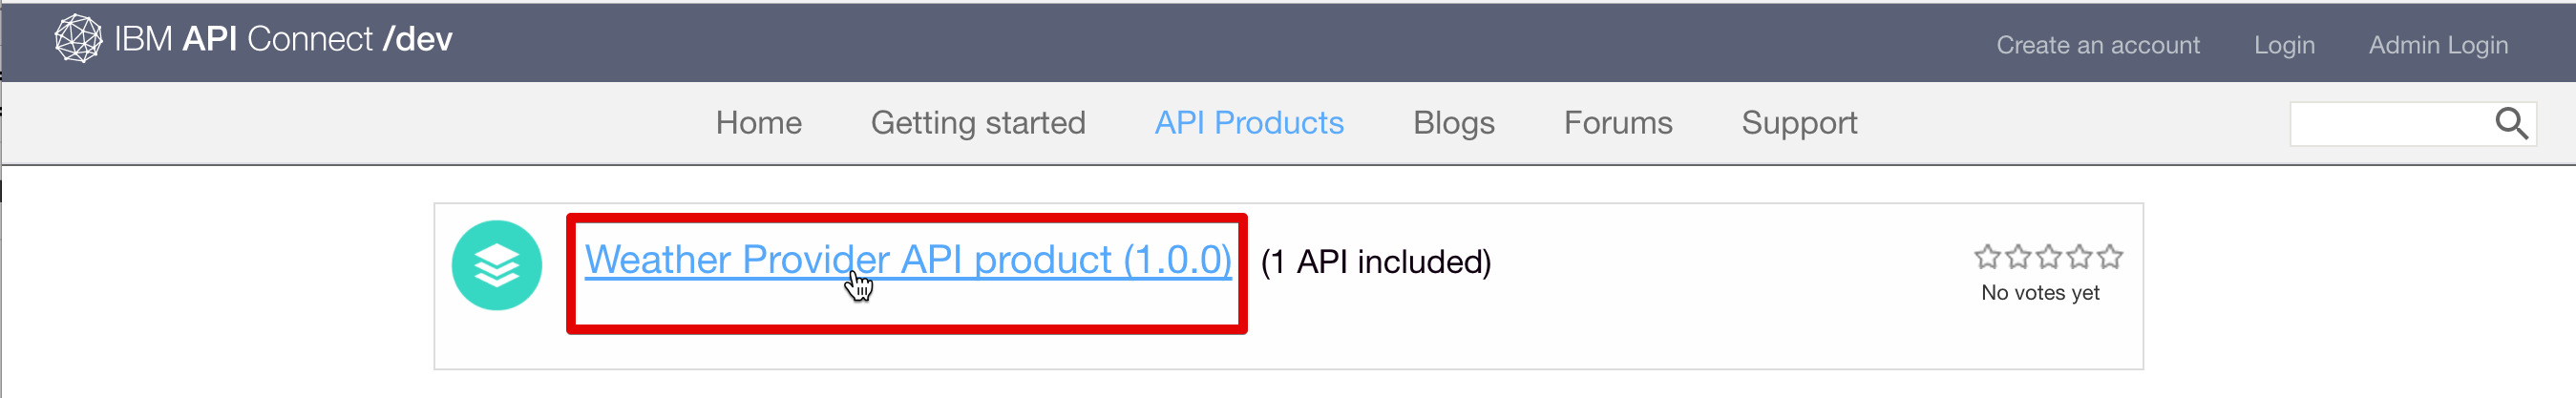 IBM API Connect /dev
Create an account Login Admin Login
Home Getting started API Products Blogs Forums Support
Weather Provider API product (1.0.0) (1 API included)
No votes yet